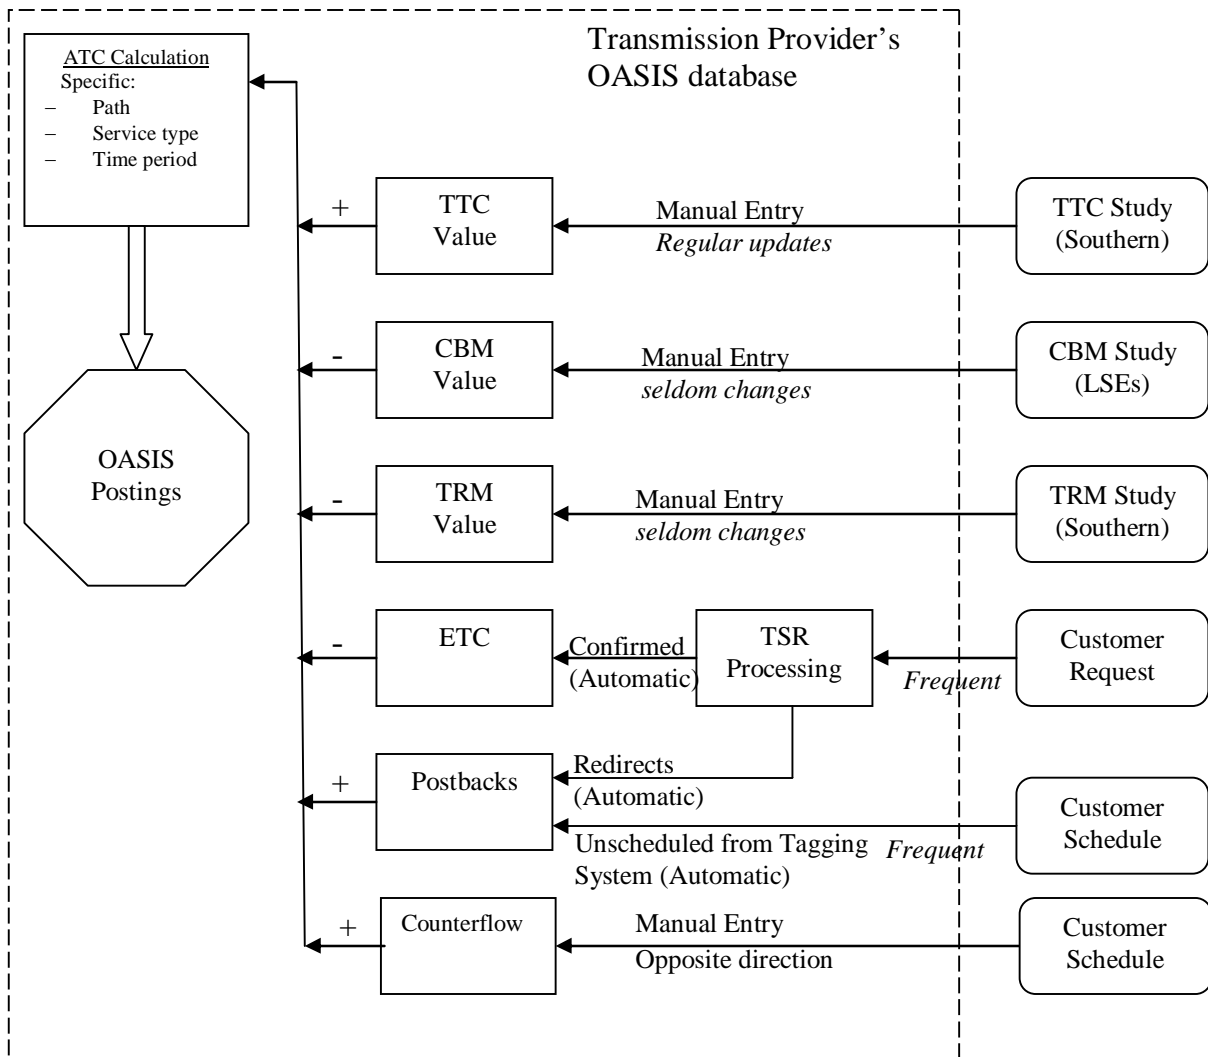 Transmission Provider’s
OASIS database
ATC Calculation
Specific:
– Path
– Service type
– Time period
+
TTC
Value
Manual Entry
Regular updates
TTC Study
(Southern)
-
CBM
Value
Manual Entry
seldom changes
CBM Study
(LSEs)
OASIS
Postings
-
TRM
Value
Manual Entry
seldom changes
TRM Study
(Southern)
-
ETC
Confirmed
(Automatic)
TSR
Processing
Frequent
Customer
Request
+
Postbacks
Redirects
(Automatic)
Unscheduled from Tagging
System (Automatic)
Frequent
Customer
Schedule
+
Counterflow
Manual Entry
Opposite direction
Customer
Schedule